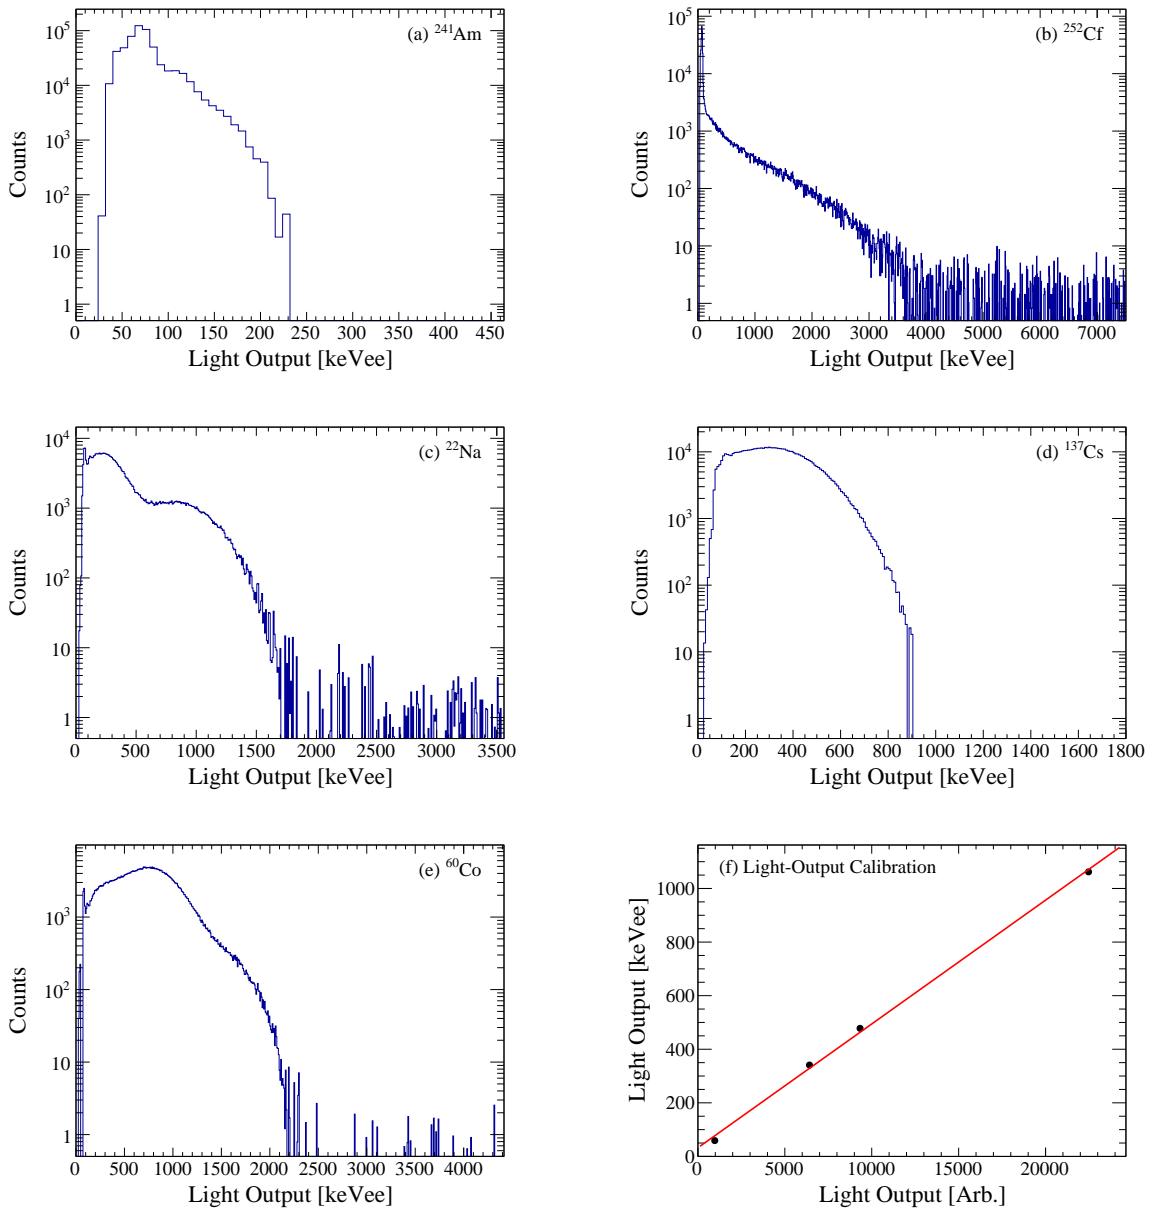 (a) ²⁴¹Am
Counts
10⁵
10⁴
10³
10²
10
1
0 50 100 150 200 250 300 350 400 450
Light Output [keVee]
(b) ²⁵²Cf
Counts
10⁵
10⁴
10³
10²
10
1
0 1000 2000 3000 4000 5000 6000 7000
Light Output [keVee]
(c) ²²Na
Counts
10⁴
10³
10²
10
1
0 500 1000 1500 2000 2500 3000 3500
Light Output [keVee]
(d) ¹³⁷Cs
Counts
10⁴
10³
10²
10
1
0 200 400 600 800 1000 1200 1400 1600 1800
Light Output [keVee]
(e) ⁶⁰Co
Counts
10³
10²
10
1
0 500 1000 1500 2000 2500 3000 3500 4000
Light Output [keVee]
(f) Light-Output Calibration
Light Output [keVee]
1000
800
600
400
200
0
0 5000 10000 15000 20000
Light Output [Arb.]